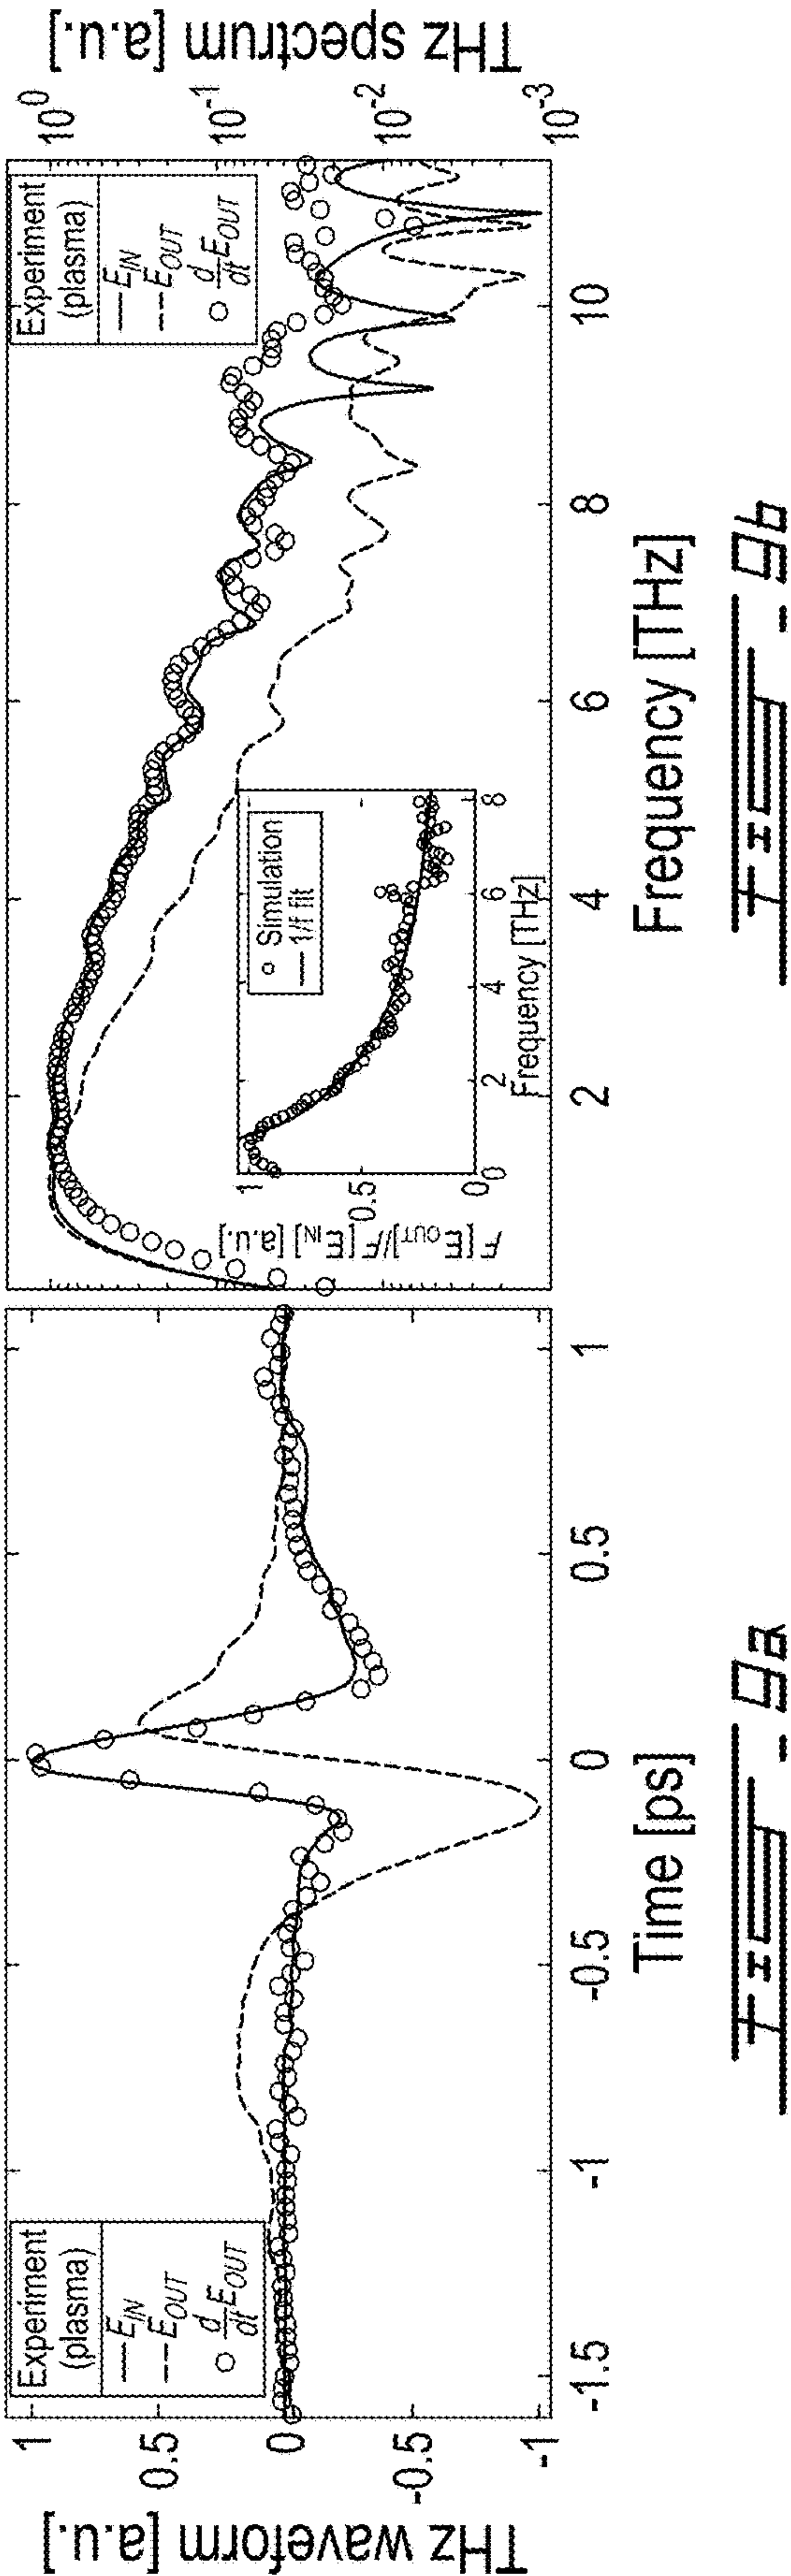 THz waveform [a.u.]
1
0.5
0
-0.5
-1
Experiment
(plasma)
E_IN
E_OUT
d/dt E_OUT
-1.5
-1
-0.5
0
0.5
1
Time [ps]
Fig - 9a
Experiment
(plasma)
E_IN
E_OUT
d/dt E_OUT
THz spectrum [a.u.]
10^0
10^-1
10^-2
10^-3
2
4
6
8
10
Frequency [THz]
F[E_OUT]/F[E_IN] [a.u.]
1
0.5
0
Simulation
1/f fit
0
2
4
6
8
Frequency [THz]
Fig - 9b